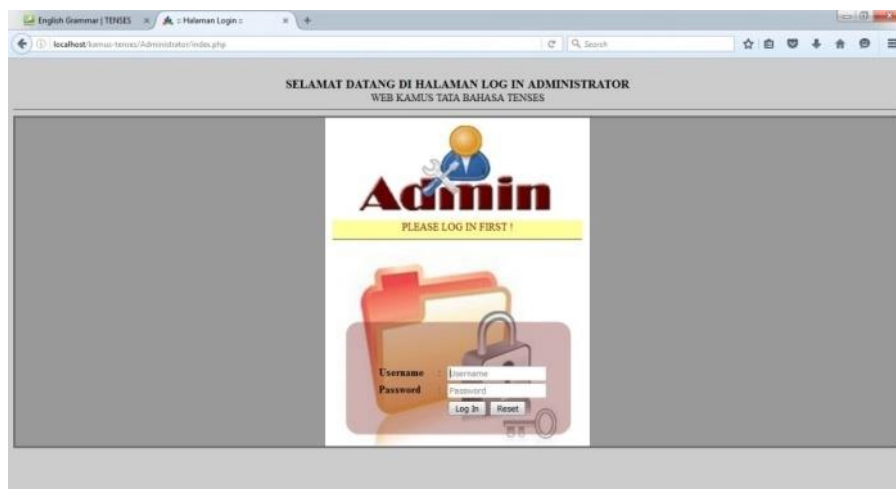 English Grammar | TENSES
:: Halaman Login ::
localhost/kamus-tenses/Administrator/index.php
Search
SELAMAT DATANG DI HALAMAN LOG IN ADMINISTRATOR
WEB KAMUS TATA BAHASA TENSES
Admin
PLEASE LOG IN FIRST !
Username : Username
Password : Password
Log In Reset